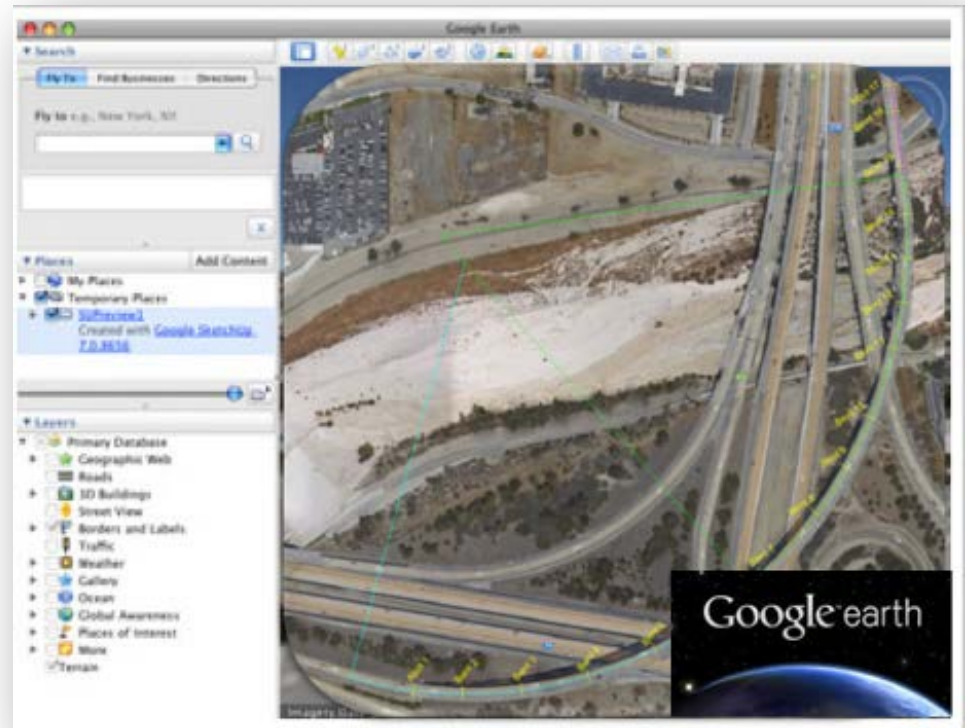 Google Earth
Search
Fly To Find Businesses Directions
Fly to e.g., New York, NY
Places Add Content
My Places
Temporary Places
SUPreview1
Created with Google SketchUp
7.0.8656
Layers
Primary Database
Geographic Web
Roads
3D Buildings
Street View
Borders and Labels
Traffic
Weather
Gallery
Ocean
Global Awareness
Places of Interest
More
Terrain
Google earth